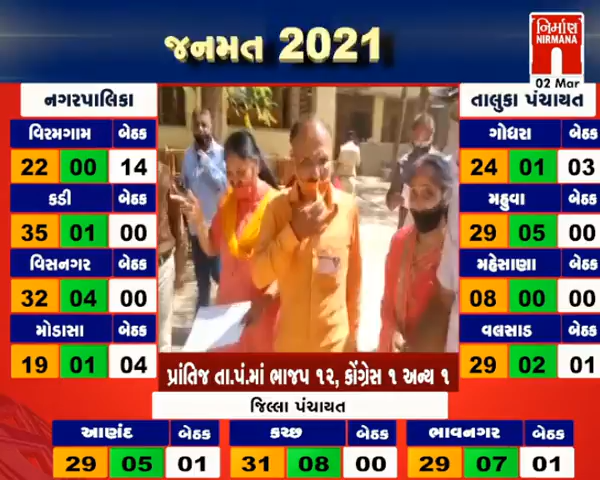 જનમત 2021
નિર્માણ
NIRMANA
02 Mar
નગરપાલિકા
વિરમગામ બેઠક
22 00 14
કડી બેઠક
35 01 00
વિસનગર બેઠક
32 04 00
મોડાસા બેઠક
19 01 04
તાલુકા પંચાયત
ગોધરા બેઠક
24 01 03
મહુવા બેઠક
29 05 00
મહેસાણા બેઠક
08 00 00
વલસાડ બેઠક
29 02 01
પ્રાંતિજ તા.પં.માં ભાજપ ૧૨, કોંગ્રેસ ૧ અન્ય ૧
જિલ્લા પંચાયત
આણંદ બેઠક કચ્છ બેઠક ભાવનગર બેઠક
29 05 01 31 08 00 29 07 01